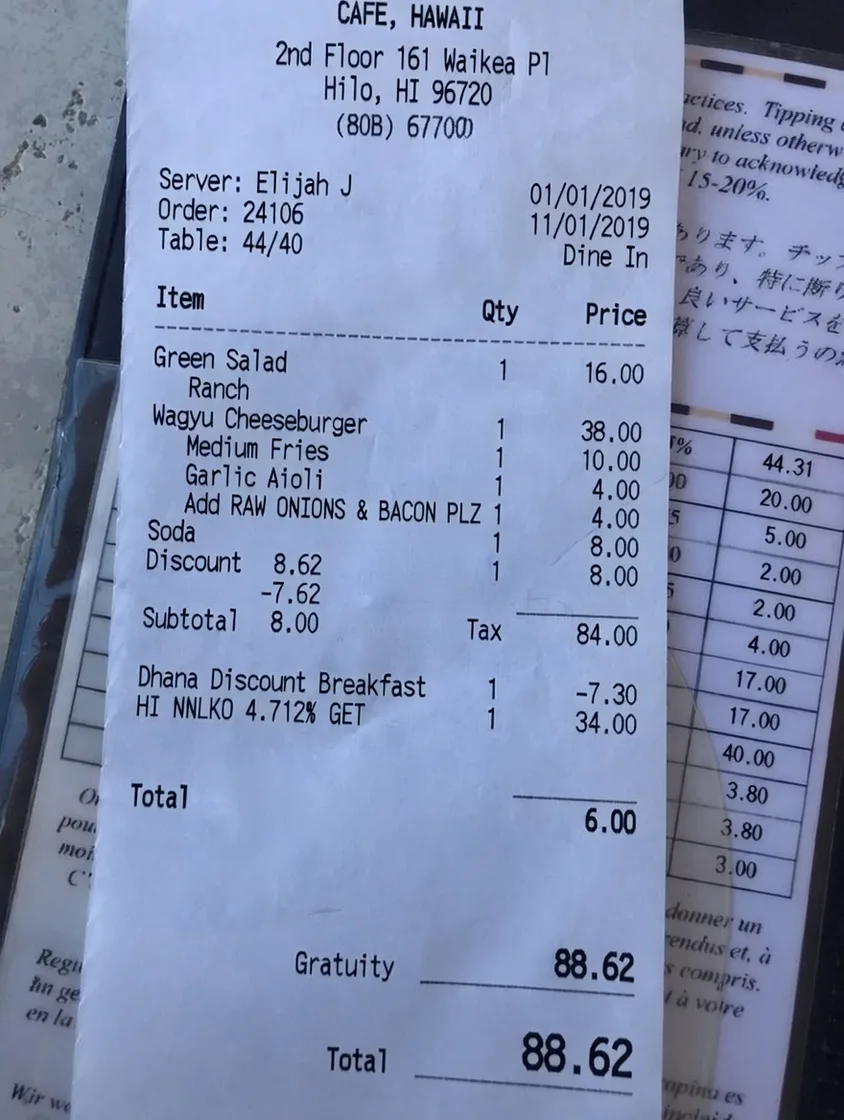 CAFE, HAWAII
2nd Floor 161 Waikea Pl
Hilo, HI 96720
(80B) 67700)
Server: Elijah J 01/01/2019
Order: 24106 11/01/2019
Table: 44/40 Dine In
Item Qty Price
Green Salad 1 16.00
Ranch
Wagyu Cheeseburger 1 38.00
Medium Fries 1 10.00
Garlic Aioli 1 4.00
Add RAW ONIONS & BACON PLZ 1 4.00
Soda 1 8.00
Discount 8.62 1 8.00
-7.62
Subtotal 8.00 Tax 84.00
Dhana Discount Breakfast 1 -7.30
HI NNLKO 4.712% GET 1 34.00
Total
6.00
Gratuity 88.62
Total 88.62
Tipping
unless otherw
to acknowledg
15-20%.
あります。チッ
あり、特に断り
良いサービスを
算して支払うの
% 44.31
20.00
5.00
2.00
2.00
4.00
17.00
17.00
40.00
3.80
3.80
3.00
donner un
rendus et, à
compris.
à votre
en la
Wir